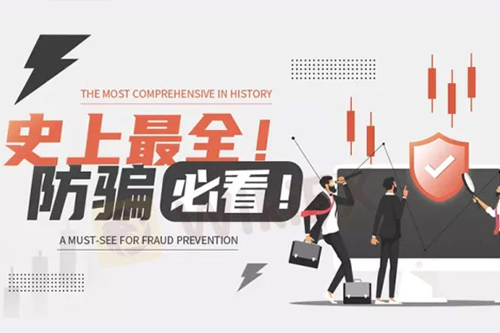 THE MOST COMPREHENSIVE IN HISTORY
史上最全！
防骗必看！
A MUST-SEE FOR FRAUD PREVENTION